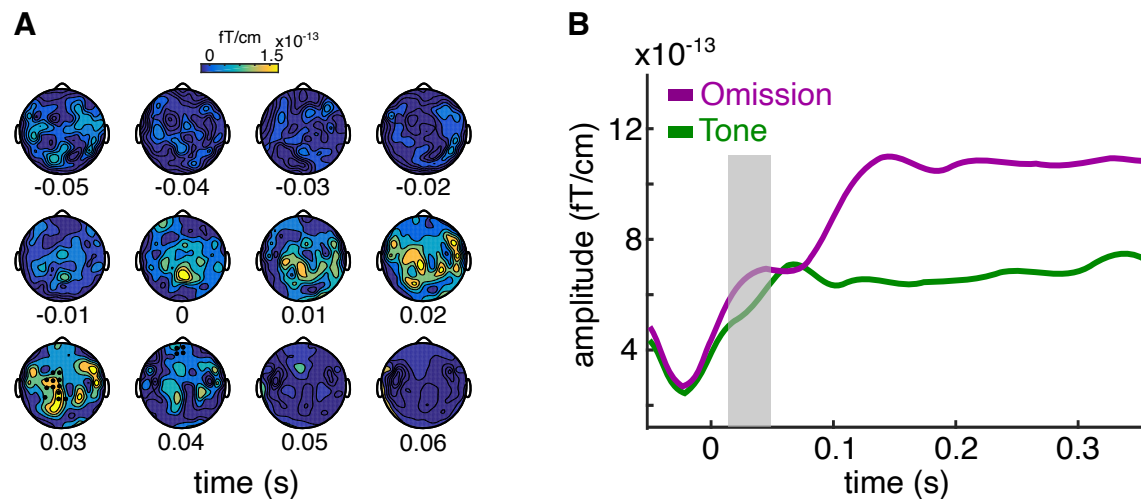 A
fT/cm
0 1.5 x10^-13
-0.05 -0.04 -0.03 -0.02
-0.01 0 0.01 0.02
0.03 0.04 0.05 0.06
time (s)
B
x10^-13
Omission
Tone
amplitude (fT/cm)
12
8
4
0 0.1 0.2 0.3
time (s)